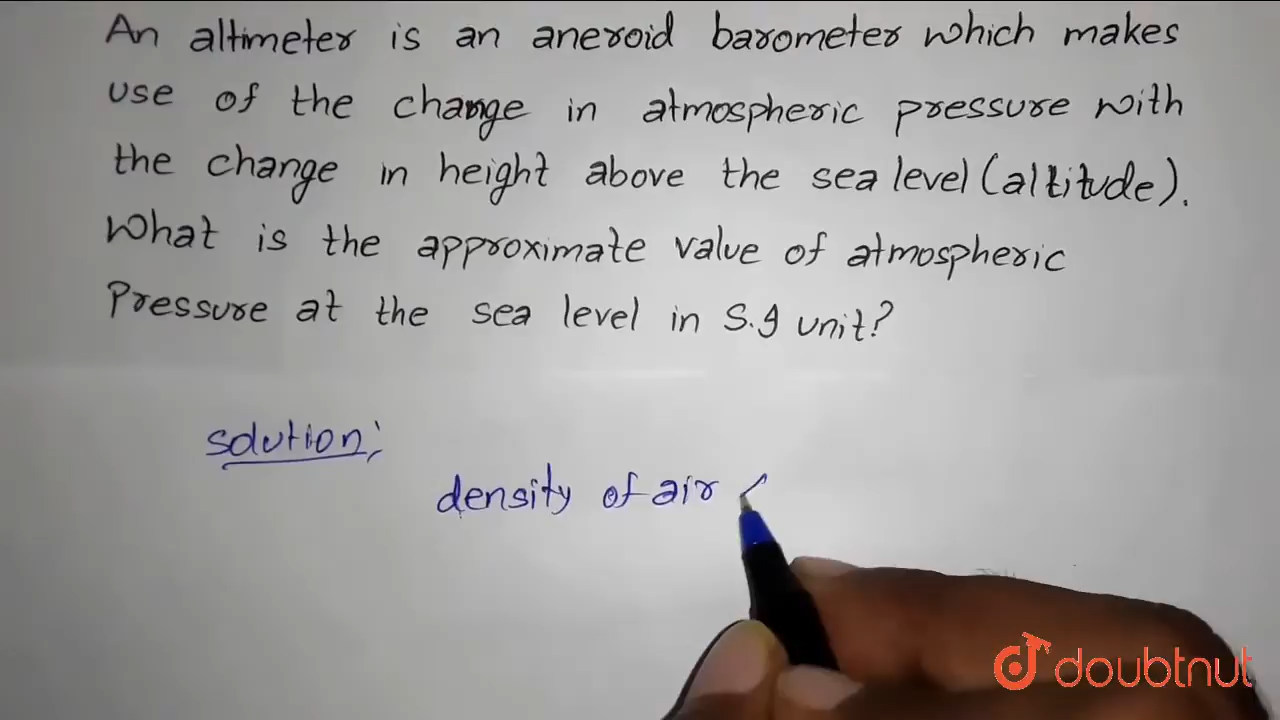 An altimeter is an aneroid barometer which makes
use of the change in atmospheric pressure with
the change in height above the sea level (altitude).
What is the approximate value of atmospheric
Pressure at the sea level in S.I unit?
solution;
density of air
doubtnut